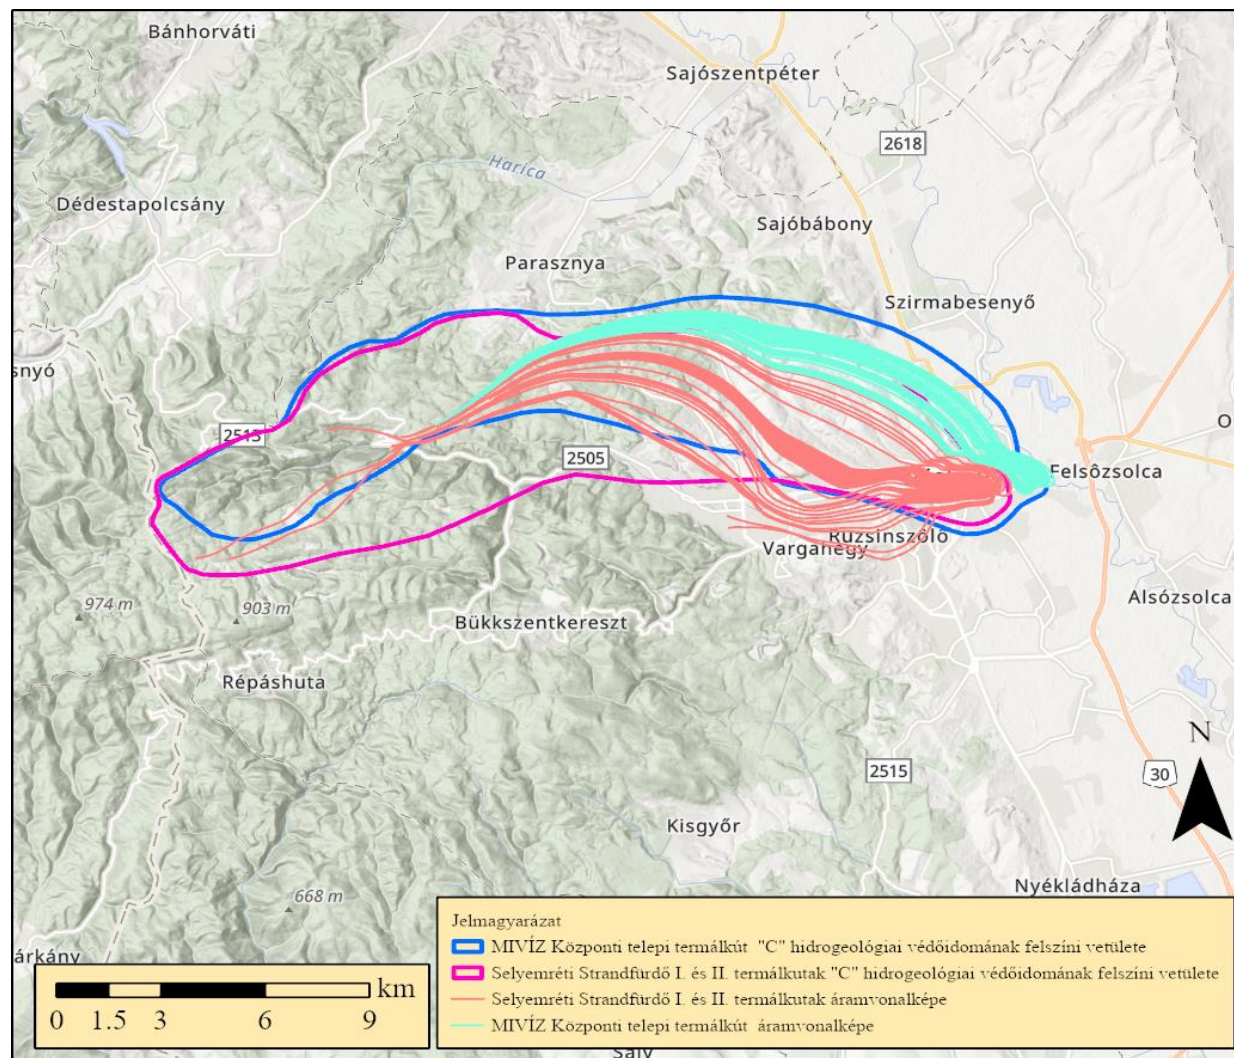 Bánhorváti
Sajószentpéter
2618
Harica
Dédestapolcsány
Sajóbábony
Parasznya
Szirmabesenyő
snyó
2513
O
2505
Felsôzsolca
Ruzsinszőlő
Vargahegy
974 m
903 m
Alsózsolca
Bükkszentkereszt
Répáshuta
N
2515
30
Kisgyőr
668 m
Nyékládháza
árkány
Jelmagyarázat
MIVÍZ Központi telepi termálkút "C" hidrogeológiai védőidomának felszíni vetülete
Selyemréti Strandfürdő I. és II. termálkutak "C" hidrogeológiai védőidomának felszíni vetülete
Selyemréti Strandfürdő I. és II. termálkutak áramvonalképe
MIVÍZ Központi telepi termálkút áramvonalképe
km
0 1.5 3 6 9
Sály